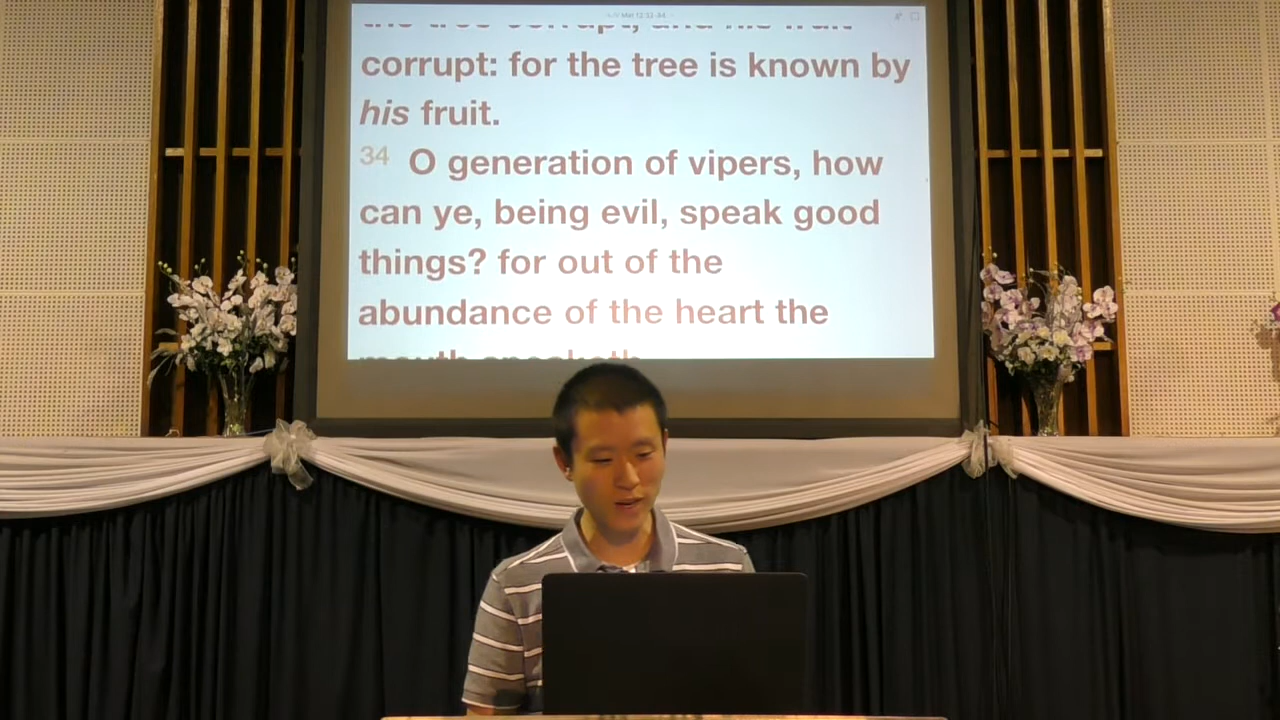 corrupt: for the tree is known by
his fruit.
34 O generation of vipers, how
can ye, being evil, speak good
things? for out of the
abundance of the heart the